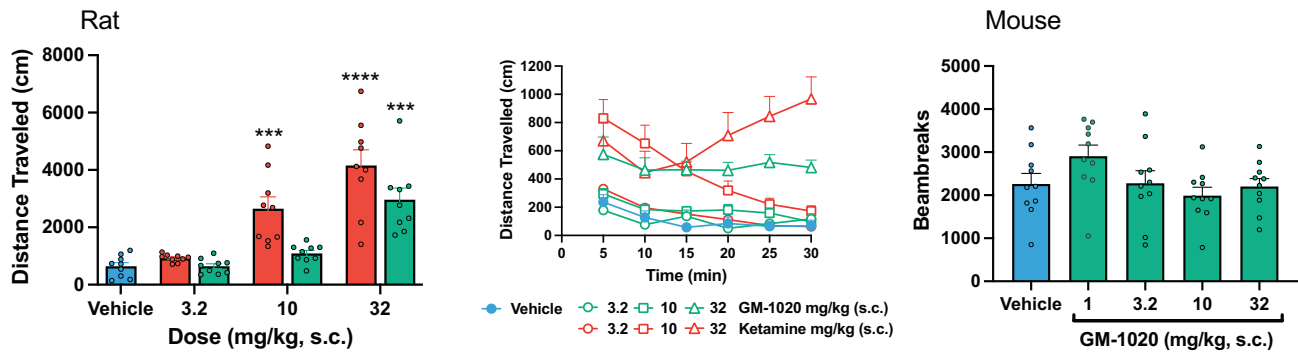 Rat
Distance Traveled (cm)
8000
6000
4000
2000
0
***
****
***
Vehicle 3.2 10 32
Dose (mg/kg, s.c.)
Distance Travelled (cm)
1200
1000
800
600
400
200
0
5 10 15 20 25 30
Time (min)
Vehicle 3.2 10 32 GM-1020 mg/kg (s.c.)
3.2 10 32 Ketamine mg/kg (s.c.)
Mouse
Beambreaks
5000
4000
3000
2000
1000
0
Vehicle 1 3.2 10 32
GM-1020 (mg/kg, s.c.)